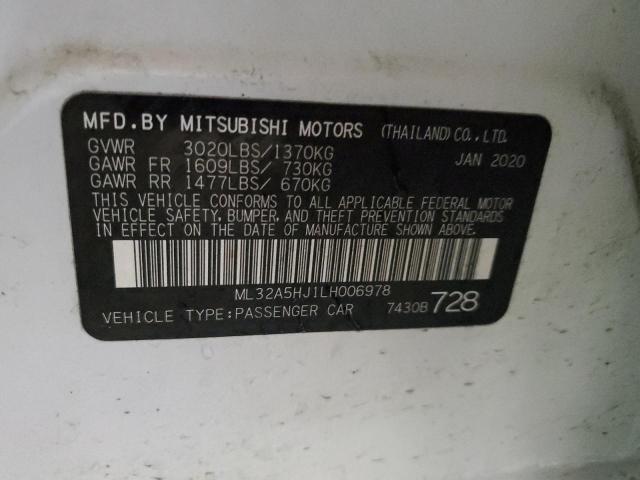 MFD.BY MITSUBISHI MOTORS (THAILAND) CO., LTD.
GVWR 3020LBS/1370KG JAN 2020
GAWR FR 1609LBS/ 730KG
GAWR RR 1477LBS/ 670KG
THIS VEHICLE CONFORMS TO ALL APPLICABLE FEDERAL MOTOR
VEHICLE SAFETY, BUMPER, AND THEFT PREVENTION STANDARDS
IN EFFECT ON THE DATE OF MANUFACTURE SHOWN ABOVE.
ML32A5HJ1LH006978
VEHICLE TYPE:PASSENGER CAR 7430B 728